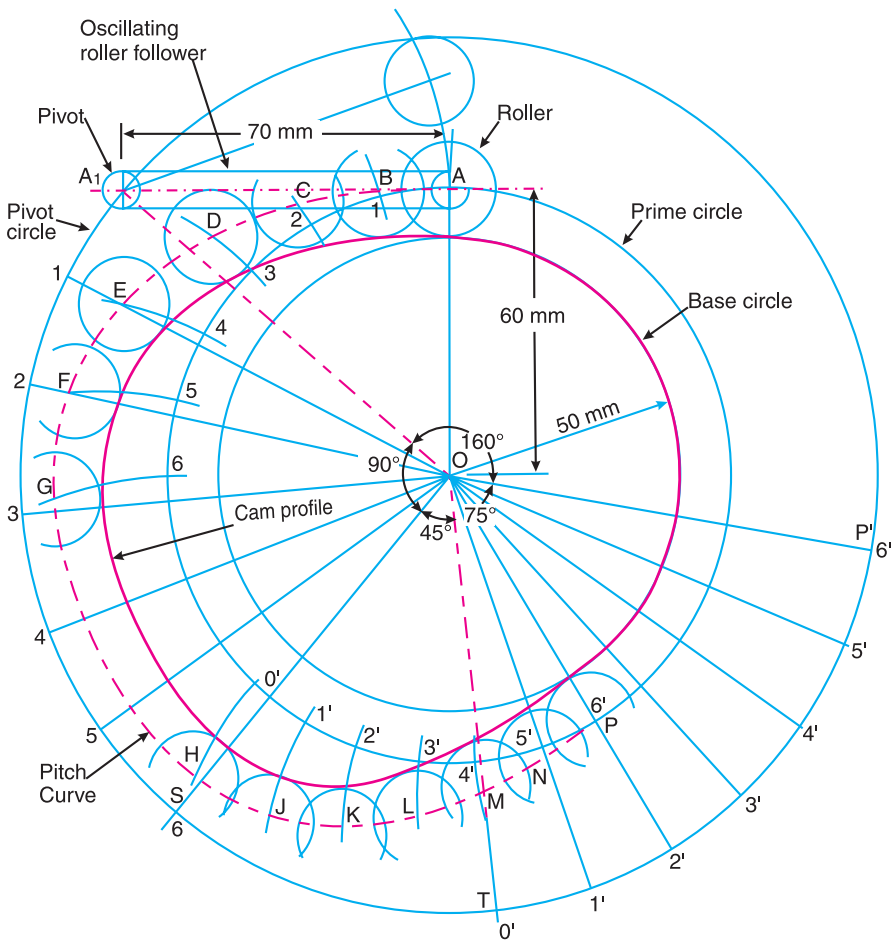 Oscillating
roller follower
Pivot
70 mm
Roller
A1
C
B
A
Pivot
circle
D
2
1
Prime circle
1
E
3
60 mm
Base circle
4
2
F
5
50 mm
160°
O
90°
6
G
3
Cam profile
45°
75°
P'
6'
4
5'
0'
1'
6'
5
2'
P
H
3'
5'
4'
4'
N
Pitch
Curve
S
J
K
L
M
3'
6
2'
T
1'
0'